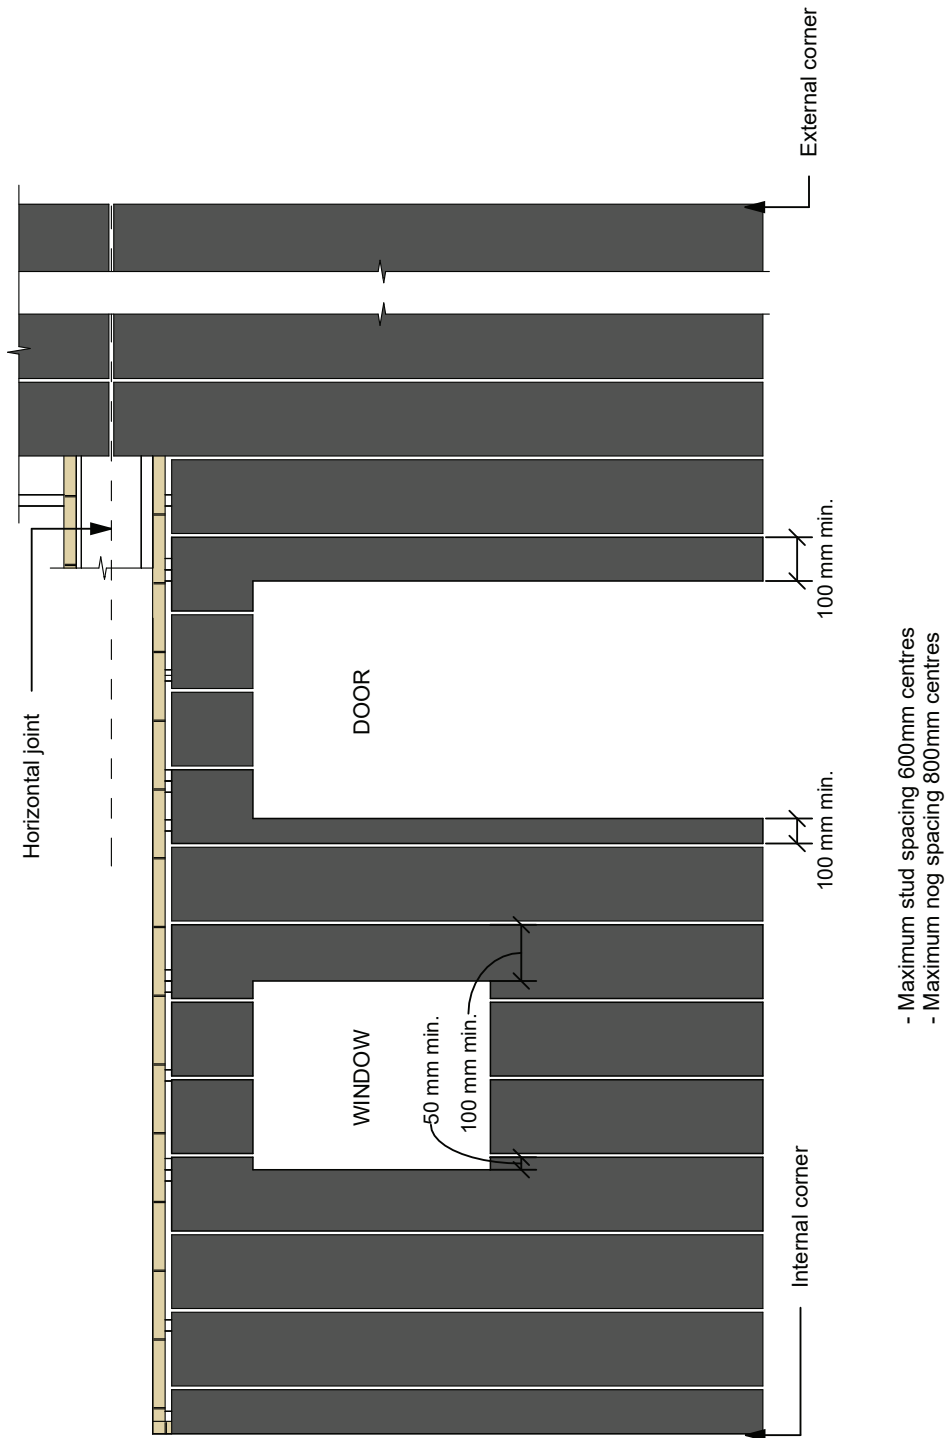 Horizontal joint
External corner
DOOR
100 mm min.
100 mm min.
WINDOW
50 mm min.
100 mm min.
Internal corner
- Maximum stud spacing 600mm centres
- Maximum nog spacing 800mm centres